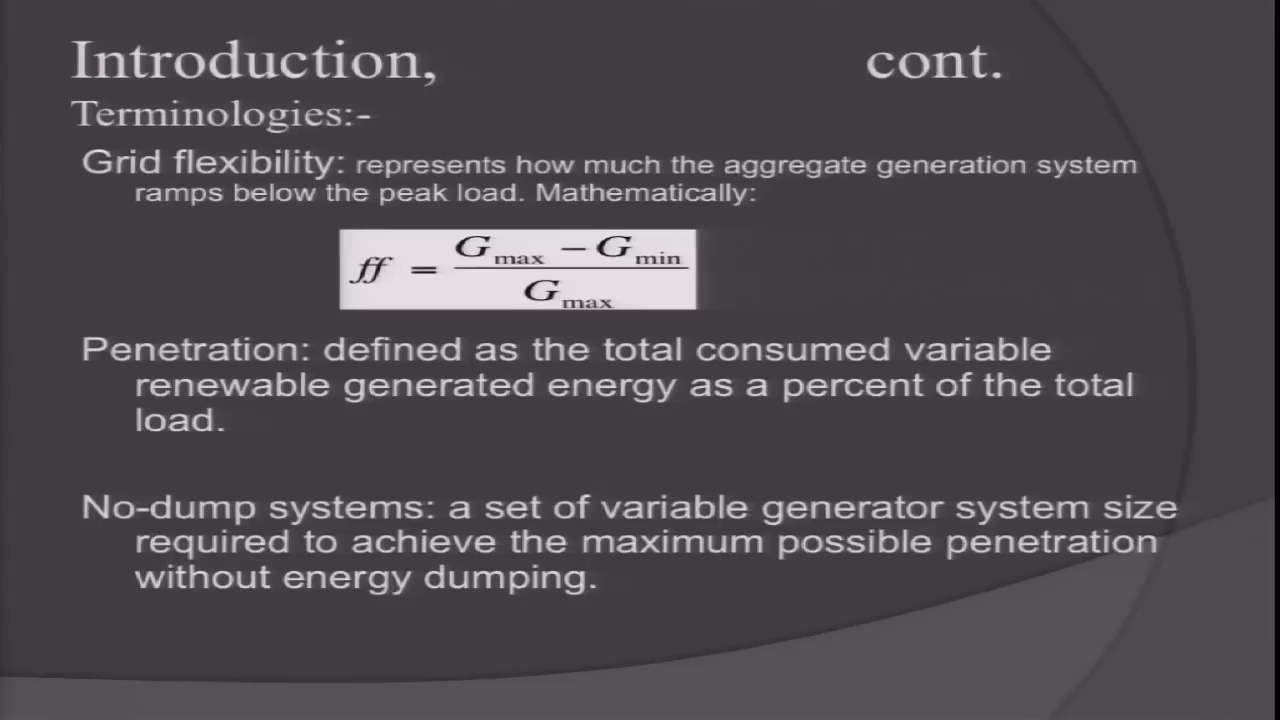 Introduction, cont.
Terminologies:-
Grid flexibility: represents how much the aggregate generation system
ramps below the peak load. Mathematically:
ff = (G_max − G_min) / G_max
Penetration: defined as the total consumed variable
renewable generated energy as a percent of the total
load.
No-dump systems: a set of variable generator system size
required to achieve the maximum possible penetration
without energy dumping.